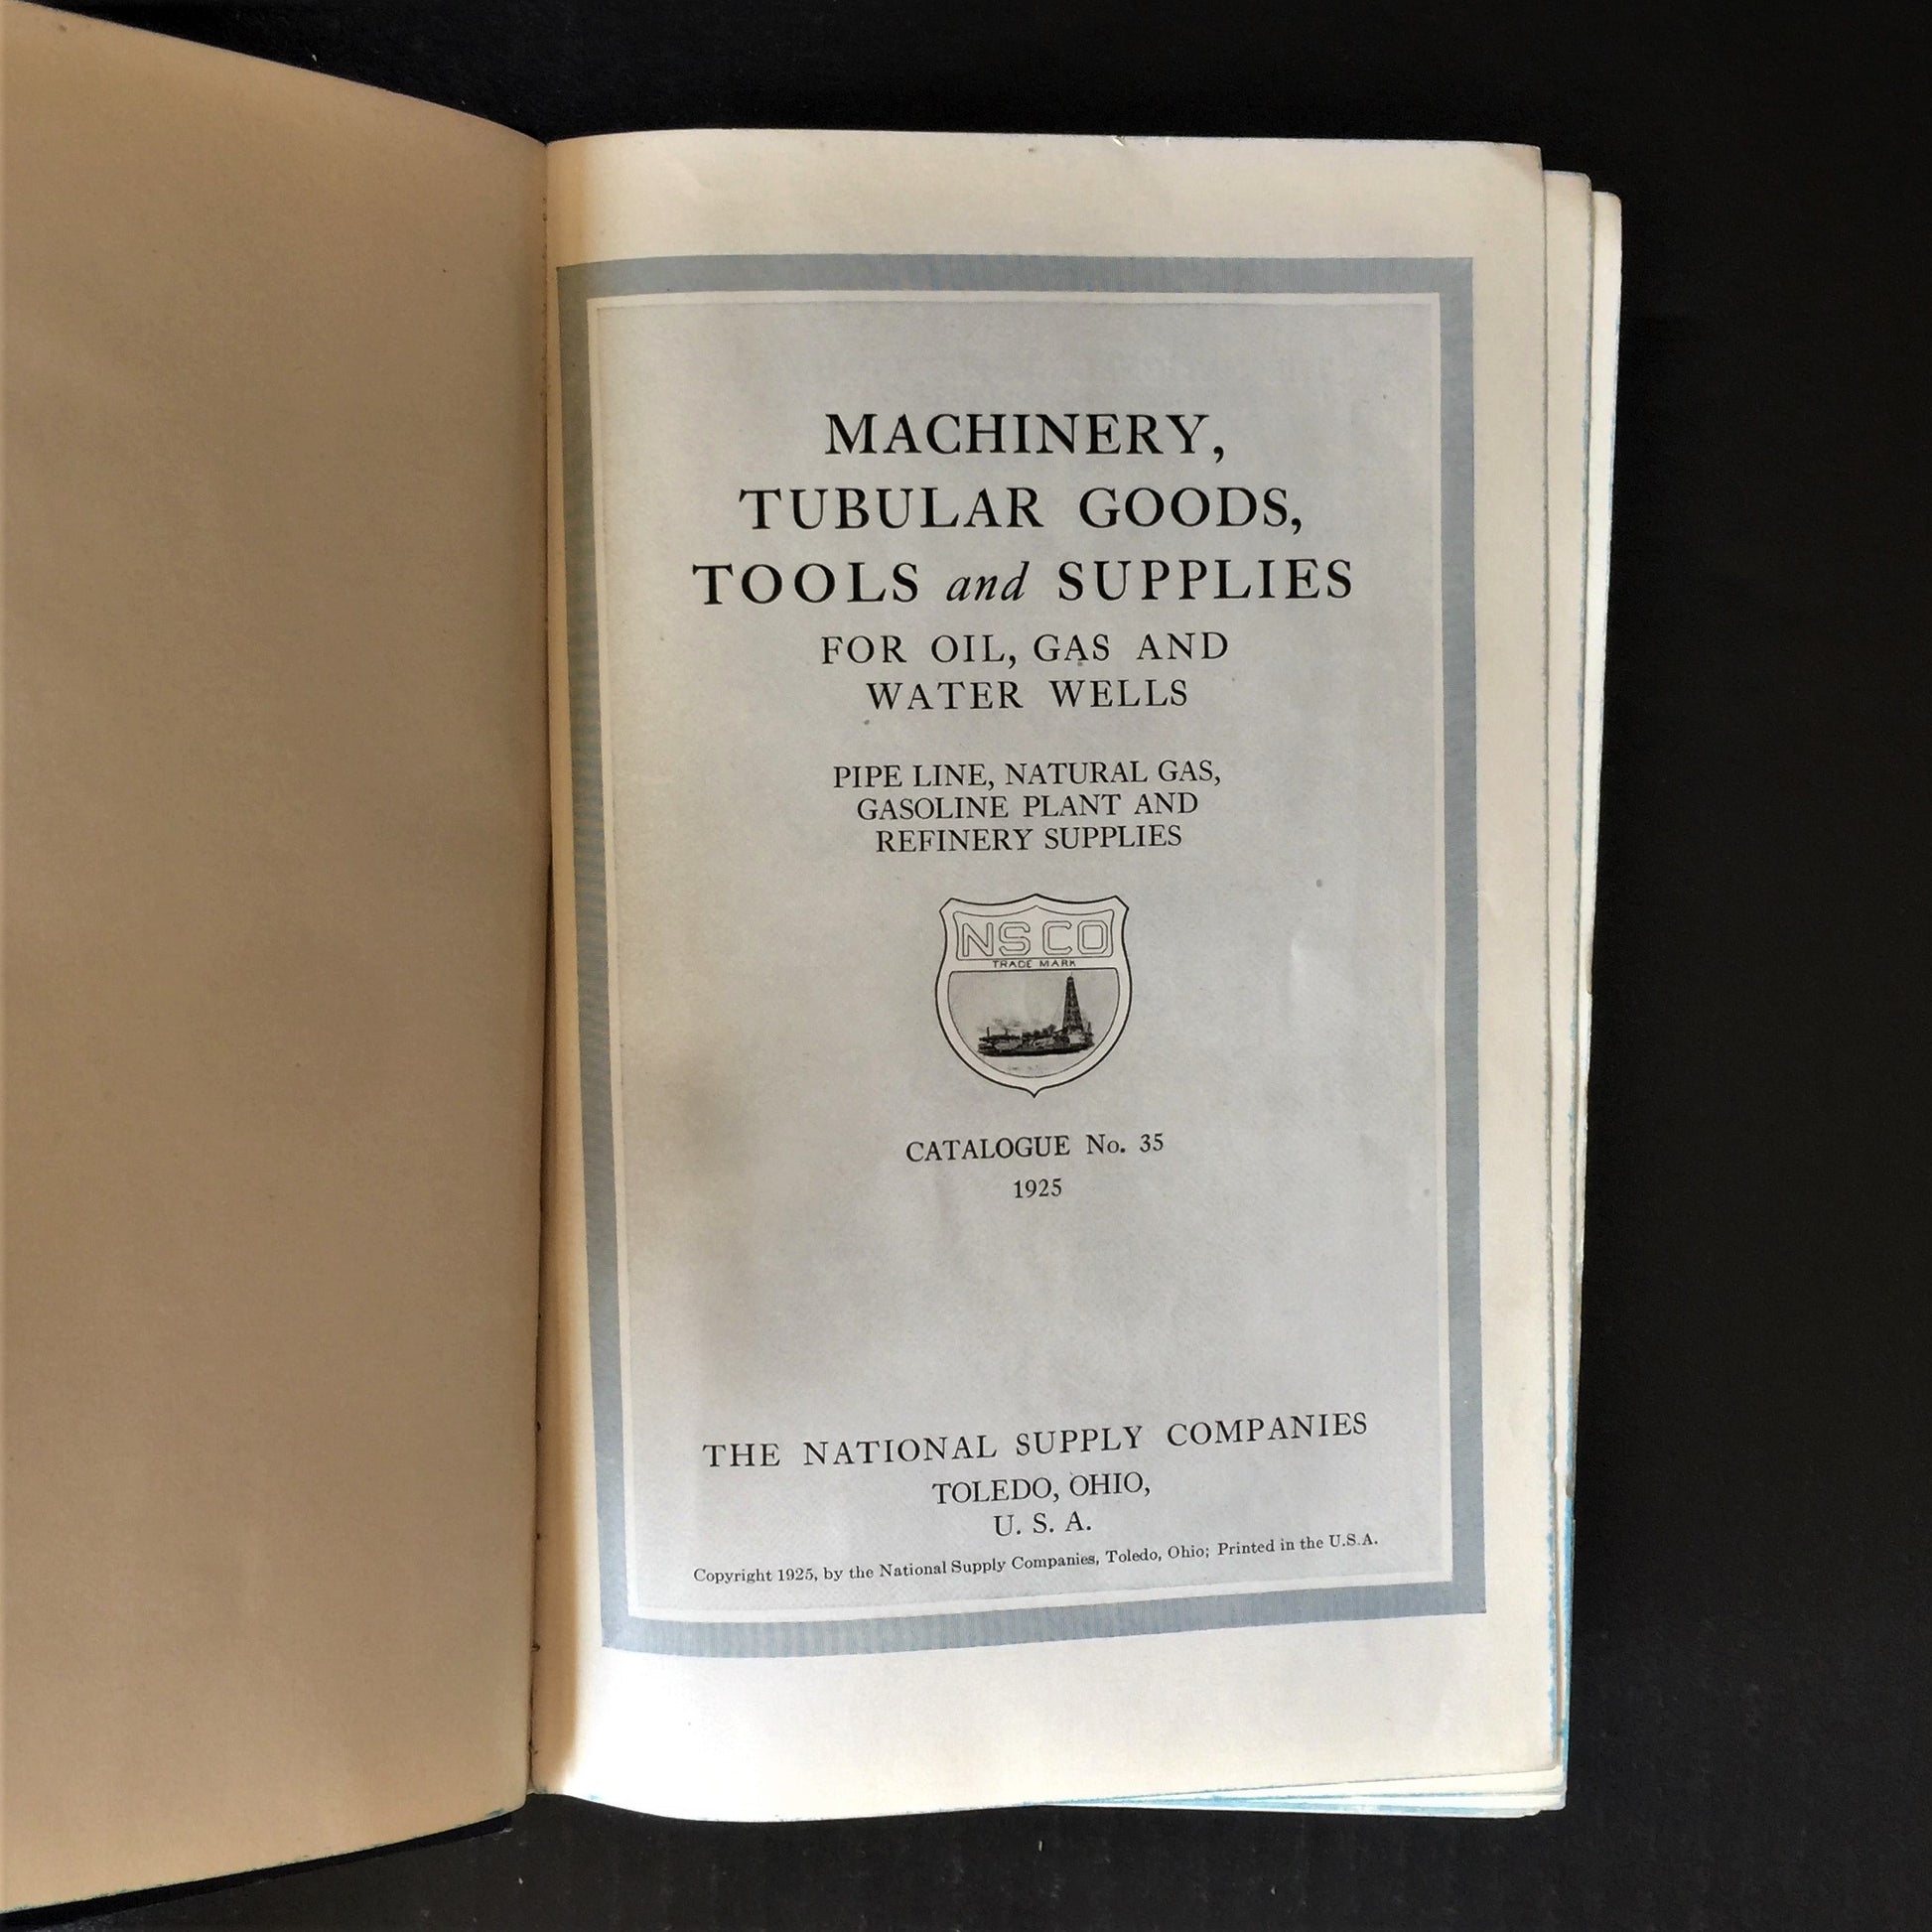 MACHINERY,
TUBULAR GOODS,
TOOLS and SUPPLIES
FOR OIL, GAS AND
WATER WELLS
PIPE LINE, NATURAL GAS,
GASOLINE PLANT AND
REFINERY SUPPLIES
NS CO
TRADE MARK
CATALOGUE No. 35
1925
THE NATIONAL SUPPLY COMPANIES
TOLEDO, OHIO,
U. S. A.
Copyright 1925, by the National Supply Companies, Toledo, Ohio; Printed in the U.S.A.